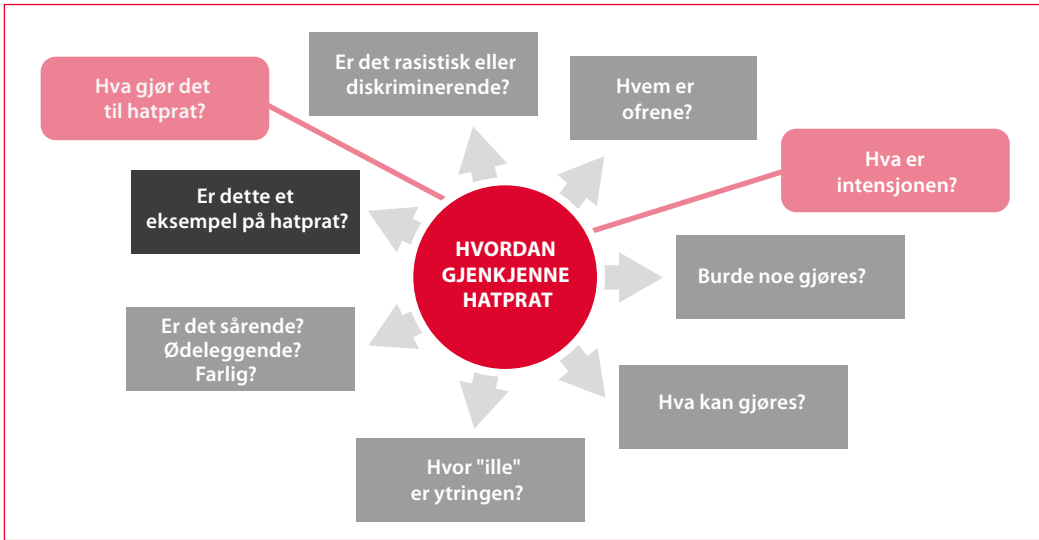 Er det rasistisk eller
diskriminerende?
Hva gjør det
til hatprat?
Hvem er
ofrene?
Hva er
intensjonen?
Er dette et
eksempel på hatprat?
HVORDAN
GJENKJENNE
HATPRAT
Burde noe gjøres?
Er det sårende?
Ødeleggende?
Farlig?
Hva kan gjøres?
Hvor "ille"
er ytringen?